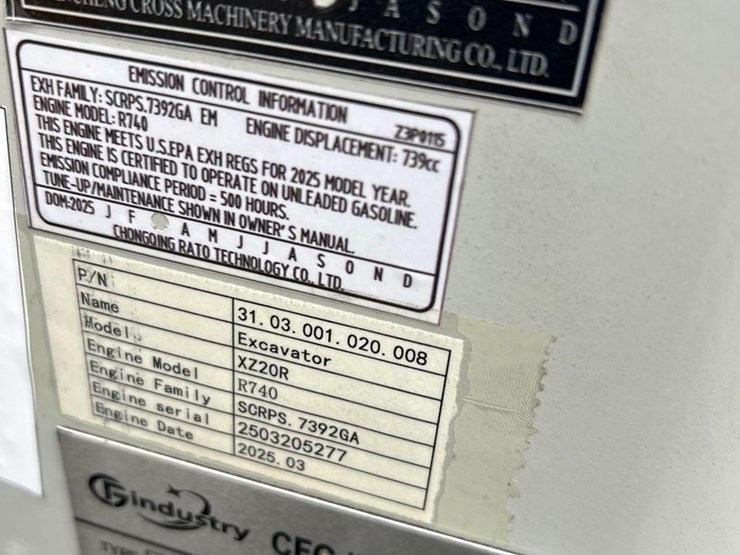 J A S O N D
CROSS MACHINERY MANUFACTURING CO., LTD.
EMISSION CONTROL INFORMATION
Z3P0115
EXH FAMILY: SCRPS.7392GA EM ENGINE DISPLACEMENT: 739cc
ENGINE MODEL: R740
THIS ENGINE MEETS U.S.EPA EXH REGS FOR 2025 MODEL YEAR.
THIS ENGINE IS CERTIFIED TO OPERATE ON UNLEADED GASOLINE.
EMISSION COMPLIANCE PERIOD = 500 HOURS.
TUNE-UP/MAINTENANCE SHOWN IN OWNER'S MANUAL.
DOM:2025 J F A M J J A S O N D
CHONGQING RATO TECHNOLOGY CO., LTD.
P/N 31.03.001.020.008
Name Excavator
Model XZ20R
Engine Model R740
Engine Family SCRPS.7392GA
Engine serial 2503205277
Engine Date 2025.03
industry